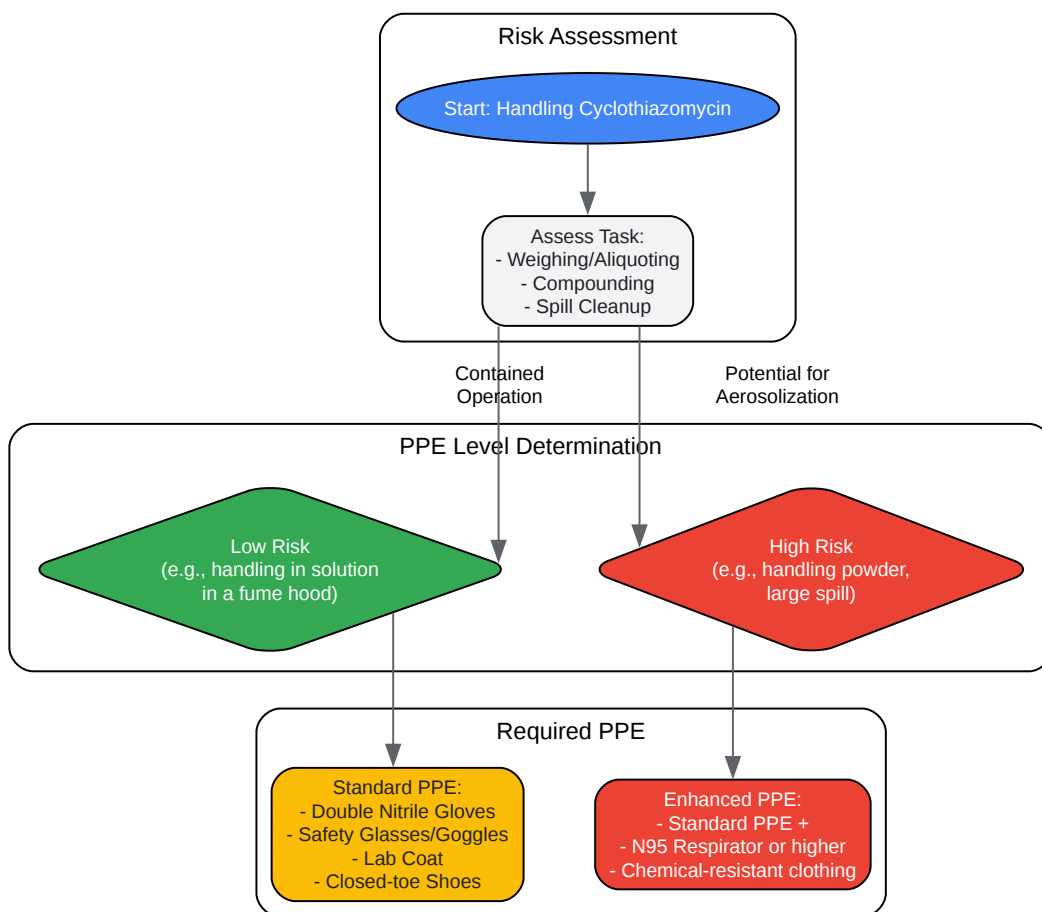 Risk Assessment
Start: Handling Cyclothiazomycin
Assess Task:
- Weighing/Aliquoting
- Compounding
- Spill Cleanup
Contained
Operation
Potential for
Aerosolization
PPE Level Determination
Low Risk
(e.g., handling in solution
in a fume hood)
High Risk
(e.g., handling powder,
large spill)
Required PPE
Standard PPE:
- Double Nitrile Gloves
- Safety Glasses/Goggles
- Lab Coat
- Closed-toe Shoes
Enhanced PPE:
- Standard PPE +
- N95 Respirator or higher
- Chemical-resistant clothing